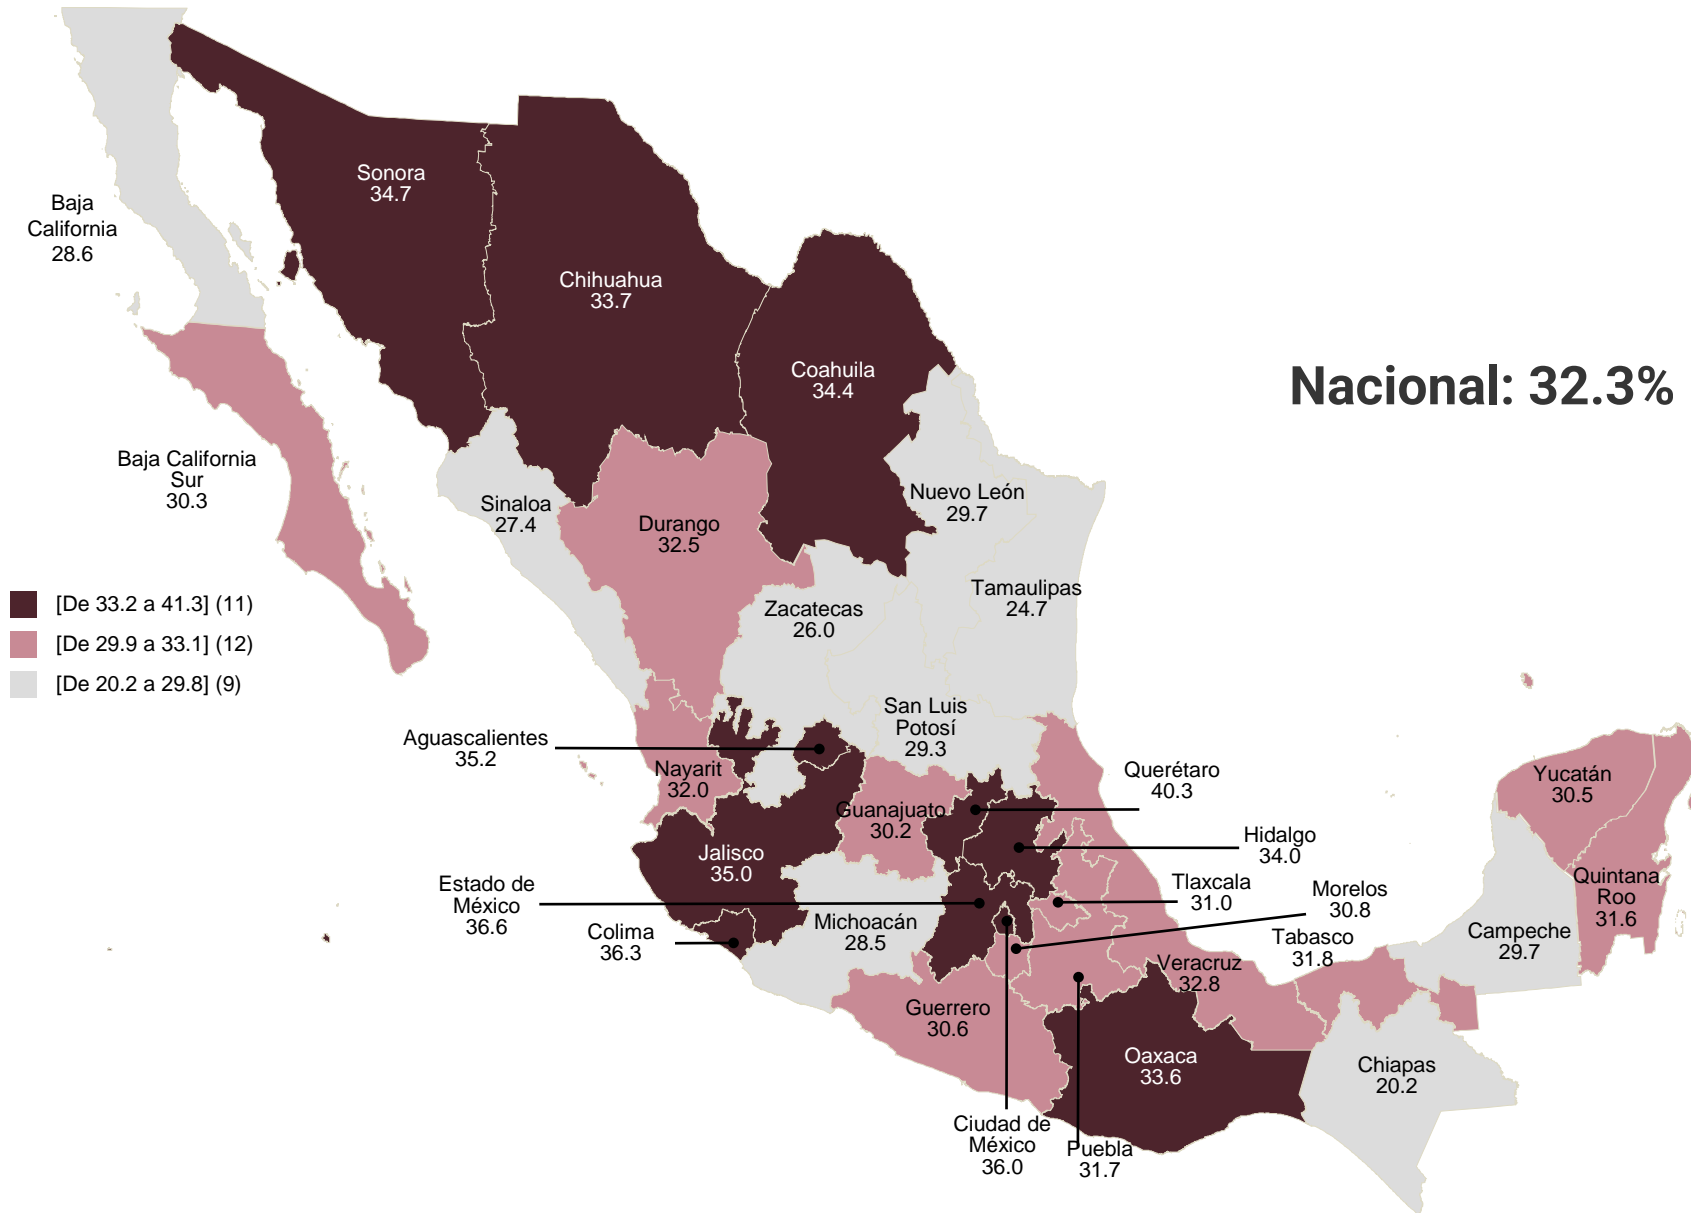 Sonora
34.7
Baja
California
28.6
Chihuahua
33.7
Coahuila
34.4
Nacional: 32.3%
Baja California
Sur
30.3
Sinaloa
27.4
Durango
32.5
Nuevo León
29.7
Tamaulipas
24.7
Zacatecas
26.0
[De 33.2 a 41.3] (11)
[De 29.9 a 33.1] (12)
[De 20.2 a 29.8] (9)
San Luis
Potosí
29.3
Aguascalientes
35.2
Nayarit
32.0
Guanajuato
30.2
Querétaro
40.3
Yucatán
30.5
Hidalgo
34.0
Jalisco
35.0
Estado de
México
36.6
Tlaxcala
31.0
Morelos
30.8
Quintana
Roo
31.6
Colima
36.3
Michoacán
28.5
Tabasco
31.8
Campeche
29.7
Veracruz
32.8
Guerrero
30.6
Oaxaca
33.6
Chiapas
20.2
Ciudad de
México
36.0
Puebla
31.7